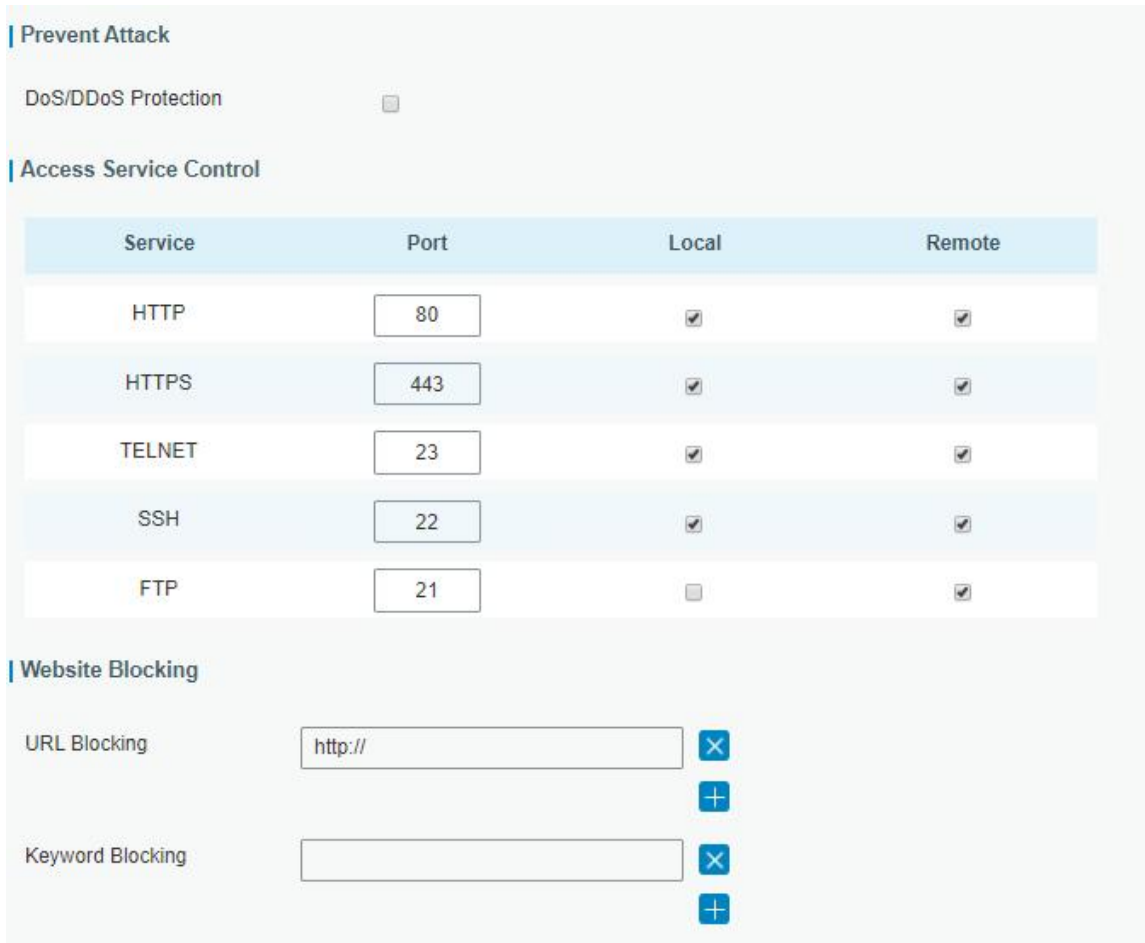 Prevent Attack
DoS/DDoS Protection
Access Service Control
Service Port Local Remote
HTTP 80
HTTPS 443
TELNET 23
SSH 22
FTP 21
Website Blocking
URL Blocking http://
Keyword Blocking